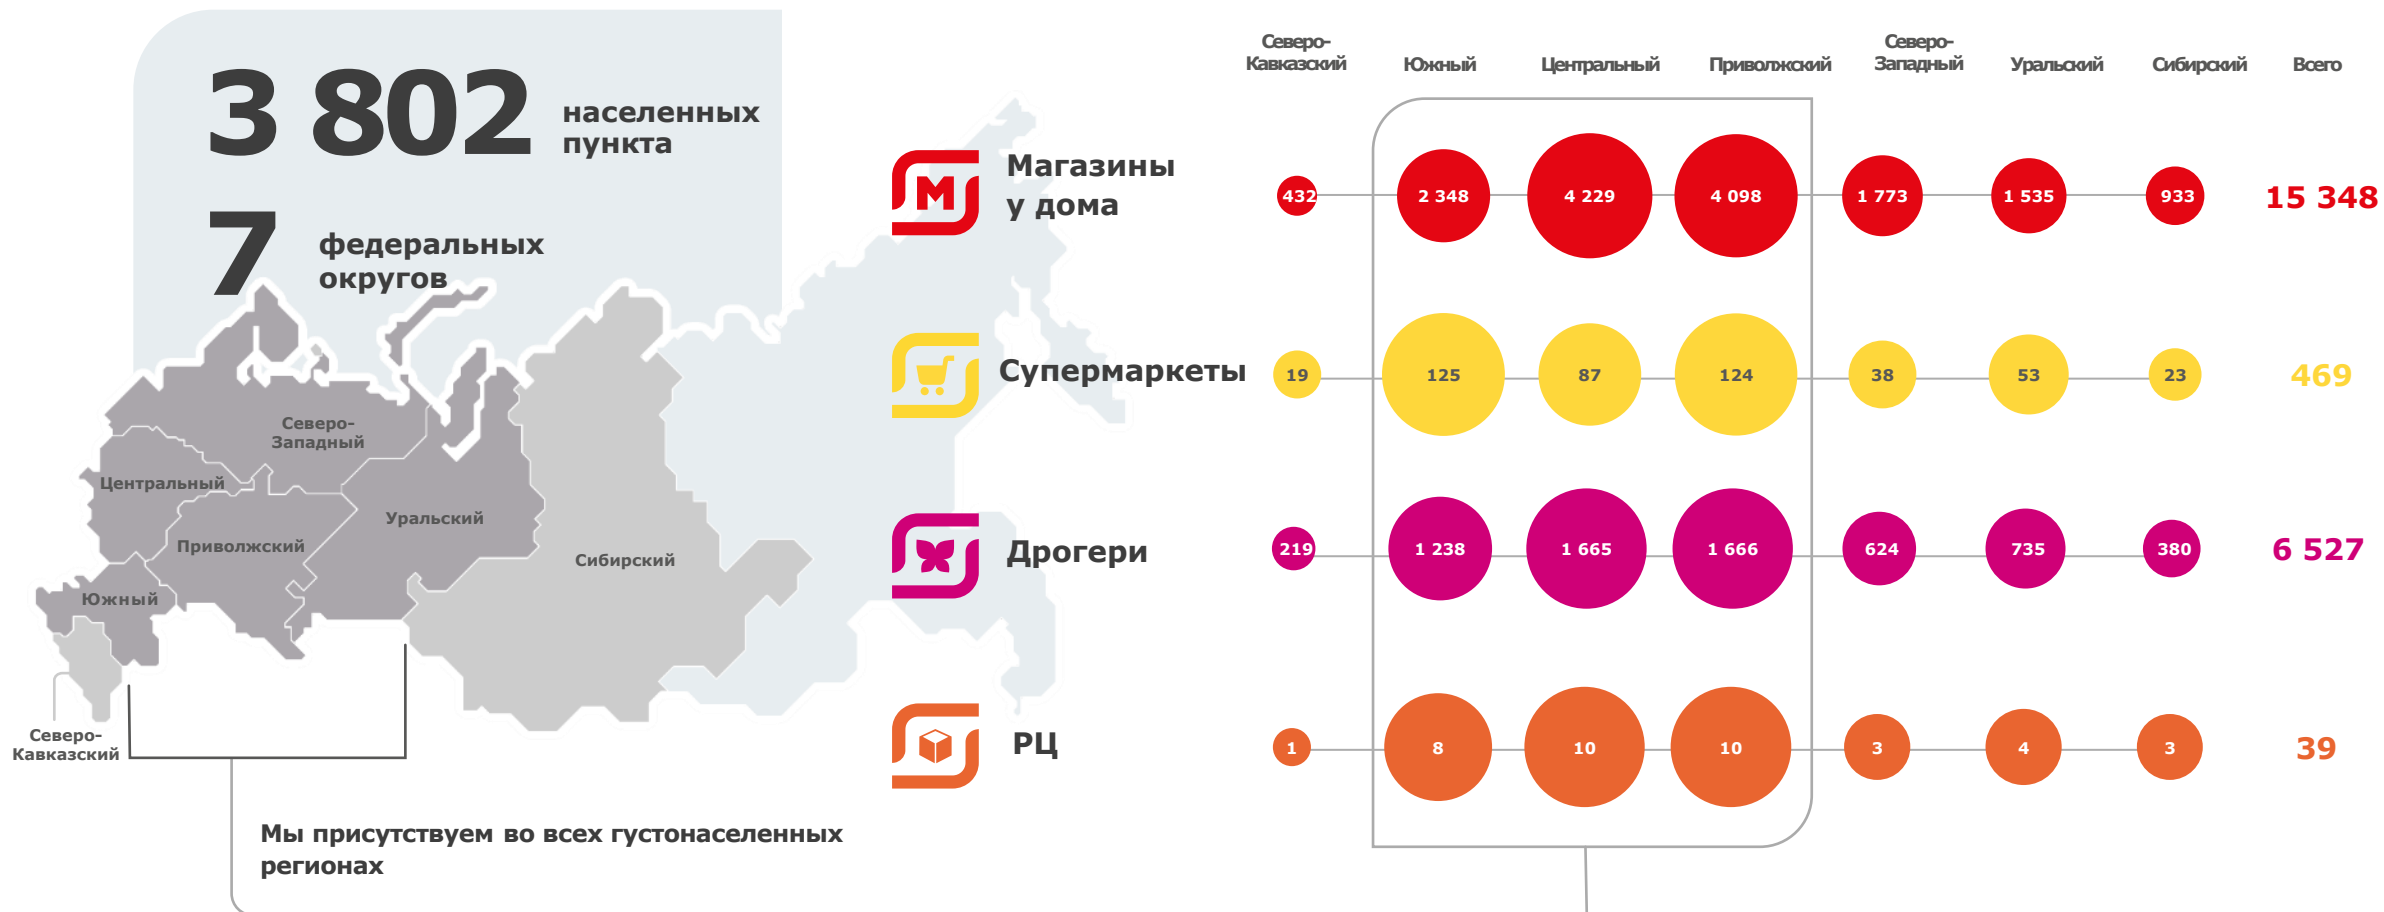 3 802
населенных
пункта
7
федеральных
округов
Северо-
Западный
Центральный
Уральский
Приволжский
Сибирский
Южный
Северо-
Кавказский
Мы присутствуем во всех густонаселенных
регионах
Северо-
Кавказский
Южный
Центральный
Приволжский
Северо-
Западный
Уральский
Сибирский
Всего
М
Магазины
у дома
432 2 348 4 229 4 098 1 773 1 535 933 15 348
Супермаркеты
19 125 87 124 38 53 23 469
Дрогери
219 1 238 1 665 1 666 624 735 380 6 527
РЦ
1 8 10 10 3 4 3 39